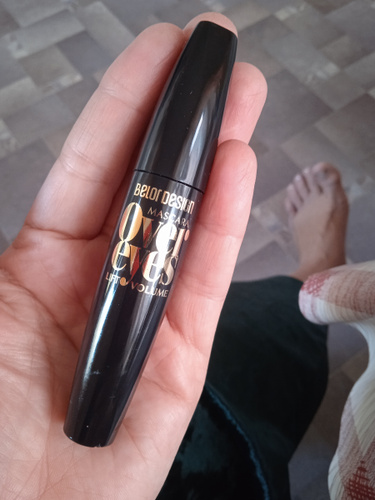 Belor Design
MASCARA
Over
eyes
LIFT VOLUME